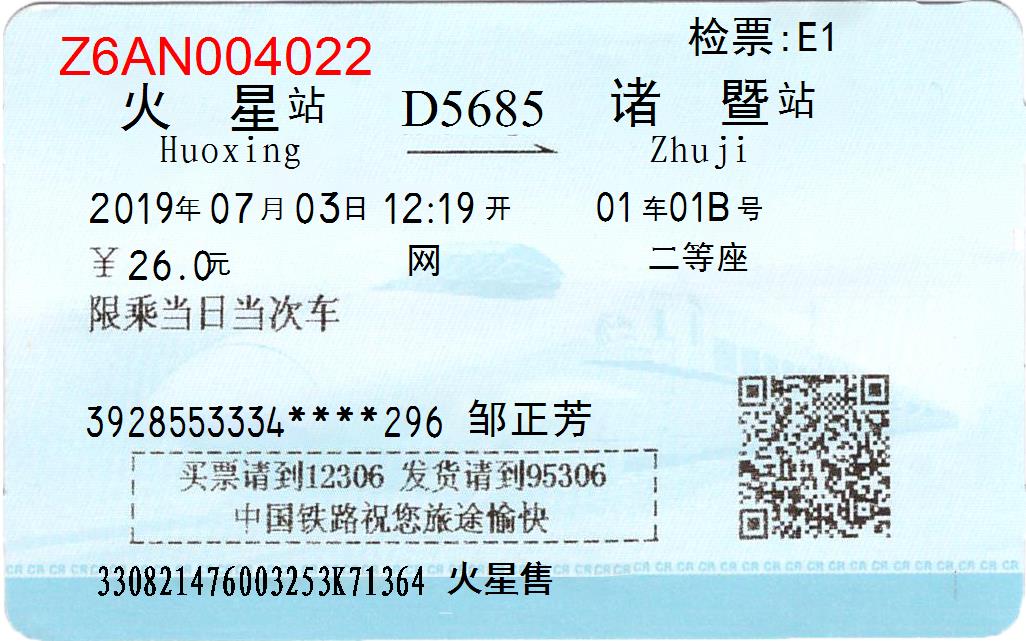 Z6AN004022 检票:E1
火星站 D5685 诸暨站
Huoxing Zhuji
2019年07月03日12:19开 01车01B号
￥26.0元 网 二等座
限乘当日当次车
3928553334****296 邹正芳
买票请到12306 发货请到95306
中国铁路祝您旅途愉快
330821476003253K71364 火星售